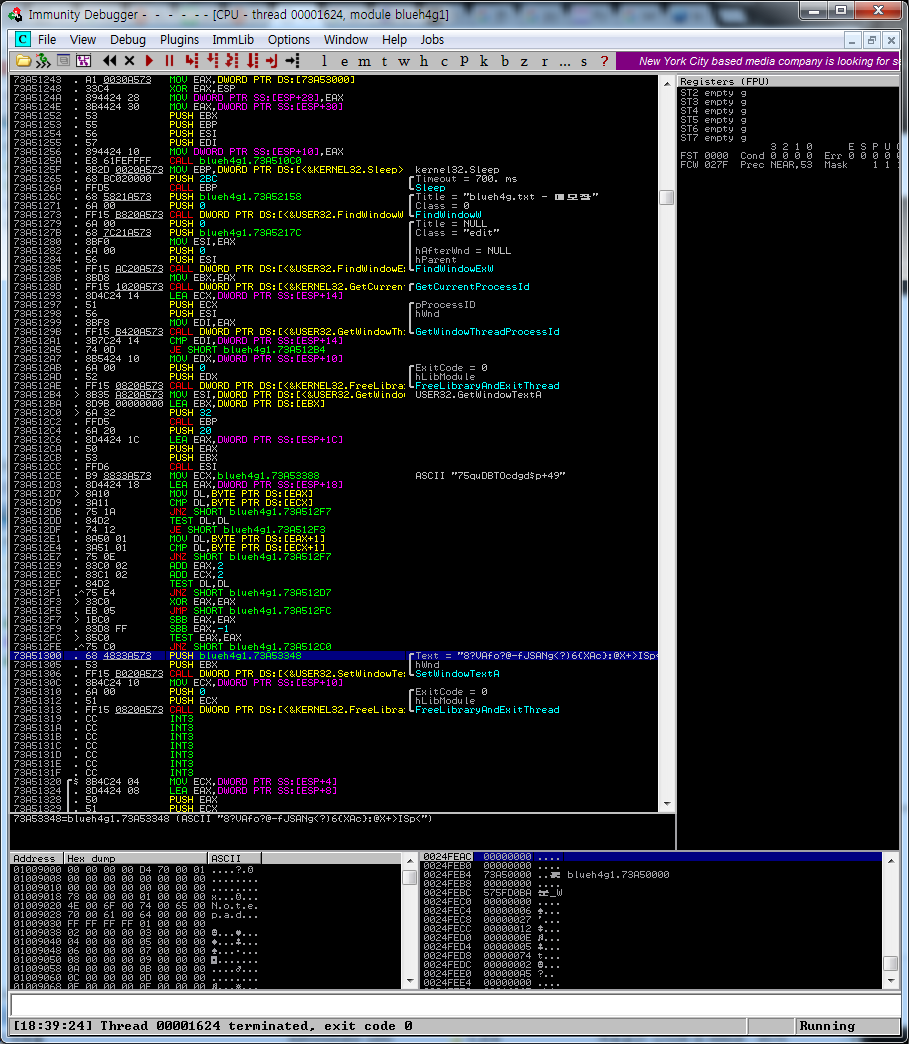 Immunity Debugger - - - - - - [CPU - thread 00001624, module blueh4g1]
C File View Debug Plugins ImmLib Options Window Help Jobs
l e m t w h c P k b z r ... s ? New York City based media company is looking for s
73A51243 . A1 0030A573 MOV EAX,DWORD PTR DS:[73A53000]
73A51248 . 33C4 XOR EAX,ESP
73A5124A . 894424 28 MOV DWORD PTR SS:[ESP+28],EAX
73A5124E . 8B4424 30 MOV EAX,DWORD PTR SS:[ESP+30]
73A51252 . 53 PUSH EBX
73A51253 . 55 PUSH EBP
73A51254 . 56 PUSH ESI
73A51255 . 57 PUSH EDI
73A51256 . 894424 10 MOV DWORD PTR SS:[ESP+10],EAX
73A5125A . E8 61FEFFFF CALL blueh4g1.73A510C0
73A5125F . 8B2D 0020A573 MOV EBP,DWORD PTR DS:[<&KERNEL32.Sleep> kernel32.Sleep
73A51265 . 68 BC020000 PUSH 2BC Timeout = 700. ms
73A5126A . FFD5 CALL EBP Sleep
73A5126C . 68 5821A573 PUSH blueh4g1.73A52158 Title = "blueh4g.txt - 메모장"
73A51271 . 6A 00 PUSH 0 Class = 0
73A51273 . FF15 B820A573 CALL DWORD PTR DS:[<&USER32.FindWindowW FindWindowW
73A51279 . 6A 00 PUSH 0 Title = NULL
73A5127B . 68 7C21A573 PUSH blueh4g1.73A5217C Class = "edit"
73A51280 . 8BF0 MOV ESI,EAX
73A51282 . 6A 00 PUSH 0 hAfterWnd = NULL
73A51284 . 56 PUSH ESI hParent
73A51285 . FF15 AC20A573 CALL DWORD PTR DS:[<&USER32.FindWindowE: FindWindowExW
73A5128B . 8BD8 MOV EBX,EAX
73A5128D . FF15 1020A573 CALL DWORD PTR DS:[<&KERNEL32.GetCurren GetCurrentProcessId
73A51293 . 8D4C24 14 LEA ECX,DWORD PTR SS:[ESP+14]
73A51297 . 51 PUSH ECX pProcessID
73A51298 . 56 PUSH ESI hWnd
73A51299 . 8BF8 MOV EDI,EAX
73A5129B . FF15 B420A573 CALL DWORD PTR DS:[<&USER32.GetWindowTh GetWindowThreadProcessId
73A512A1 . 3B7C24 14 CMP EDI,DWORD PTR SS:[ESP+14]
73A512A5 . 74 0D JE SHORT blueh4g1.73A512B4
73A512A7 . 8B5424 10 MOV EDX,DWORD PTR SS:[ESP+10]
73A512AB . 6A 00 PUSH 0 ExitCode = 0
73A512AD . 52 PUSH EDX hLibModule
73A512AE . FF15 0820A573 CALL DWORD PTR DS:[<&KERNEL32.FreeLibra FreeLibraryAndExitThread
73A512B4 > 8B35 A820A573 MOV ESI,DWORD PTR DS:[<&USER32.GetWindow USER32.GetWindowTextA
73A512BA . 8D9B 00000000 LEA EBX,DWORD PTR DS:[EBX]
73A512C0 > 6A 32 PUSH 32
73A512C2 . FFD5 CALL EBP
73A512C4 . 6A 20 PUSH 20
73A512C6 . 8D4424 1C LEA EAX,DWORD PTR SS:[ESP+1C]
73A512CA . 50 PUSH EAX
73A512CB . 53 PUSH EBX
73A512CC . FFD6 CALL ESI
73A512CE . B9 8833A573 MOV ECX,blueh4g1.73A53388 ASCII "75quDBTOcdgd$p+49"
73A512D3 . 8D4424 18 LEA EAX,DWORD PTR SS:[ESP+18]
73A512D7 > 8A10 MOV DL,BYTE PTR DS:[EAX]
73A512D9 . 3A11 CMP DL,BYTE PTR DS:[ECX]
73A512DB . 75 1A JNZ SHORT blueh4g1.73A512F7
73A512DD . 84D2 TEST DL,DL
73A512DF . 74 12 JE SHORT blueh4g1.73A512F3
73A512E1 . 8A50 01 MOV DL,BYTE PTR DS:[EAX+1]
73A512E4 . 3A51 01 CMP DL,BYTE PTR DS:[ECX+1]
73A512E7 . 75 0E JNZ SHORT blueh4g1.73A512F7
73A512E9 . 83C0 02 ADD EAX,2
73A512EC . 83C1 02 ADD ECX,2
73A512EF . 84D2 TEST DL,DL
73A512F1 .^75 E4 JNZ SHORT blueh4g1.73A512D7
73A512F3 > 33C0 XOR EAX,EAX
73A512F5 . EB 05 JMP SHORT blueh4g1.73A512FC
73A512F7 > 1BC0 SBB EAX,EAX
73A512F9 . 83D8 FF SBB EAX,-1
73A512FC > 85C0 TEST EAX,EAX
73A512FE .^75 C0 JNZ SHORT blueh4g1.73A512C0
73A51300 . 68 4833A573 PUSH blueh4g1.73A53348 Text = "8?VAfo?@-fJSANg<?)6(XAc}:@X+>ISp<
73A51305 . 53 PUSH EBX hWnd
73A51306 . FF15 B020A573 CALL DWORD PTR DS:[<&USER32.SetWindowTe: SetWindowTextA
73A5130C . 8B4C24 10 MOV ECX,DWORD PTR SS:[ESP+10]
73A51310 . 6A 00 PUSH 0 ExitCode = 0
73A51312 . 51 PUSH ECX hLibModule
73A51313 . FF15 0820A573 CALL DWORD PTR DS:[<&KERNEL32.FreeLibra FreeLibraryAndExitThread
73A51319 CC INT3
73A5131A CC INT3
73A5131B CC INT3
73A5131C CC INT3
73A5131D CC INT3
73A5131E CC INT3
73A5131F CC INT3
73A51320 $ 8B4C24 04 MOV ECX,DWORD PTR SS:[ESP+4]
73A51324 . 8D4424 08 LEA EAX,DWORD PTR SS:[ESP+8]
73A51328 . 50 PUSH EAX
73A51329 . 51 PUSH ECX
73A53348=blueh4g1.73A53348 (ASCII "8?VAfo?@-fJSANg<?)6(XAc}:@X+>ISp<")
Registers (FPU)
ST2 empty g
ST3 empty g
ST4 empty g
ST5 empty g
ST6 empty g
ST7 empty g
3 2 1 0 E S P U O
FST 0000 Cond 0 0 0 0 Err 0 0 0 0
FCW 027F Prec NEAR,53 Mask 1 1
Address Hex dump ASCII
01009000 00 00 00 00 D4 70 00 01
01009008 00 00 00 00 00 00 00 00 ........
01009010 00 00 00 00 00 00 00 00 ........
01009018 78 00 00 00 01 00 00 00
01009020 4E 00 6F 00 74 00 65 00 N.o.t.e.
01009028 70 00 61 00 64 00 00 00 p.a.d...
01009030 FF FF FF FF 01 00 00 00
01009038 02 00 00 00 03 00 00 00
01009040 04 00 00 00 05 00 00 00
01009048 06 00 00 00 07 00 00 00
01009050 08 00 00 00 09 00 00 00
01009058 0A 00 00 00 0B 00 00 00
01009060 0C 00 00 00 0D 00 00 00
01009068 0E 00 00 00 0F 00 00 00
0024FEAC 00000000 ....
0024FEB0 00000000 ....
0024FEB4 73A50000 blueh4g1.73A50000
0024FEB8 00000000 ....
0024FEBC 575FD0BA
0024FEC0 00000000 ....
0024FEC4 00000006
0024FEC8 00000027 '...
0024FECC 00000012
0024FED0 0000000E
0024FED4 00000005
0024FED8 00000074 t...
0024FEDC 00000002
0024FEE0 000000A5
0024FEE4 00000000
[18:39:24] Thread 00001624 terminated, exit code 0 Running